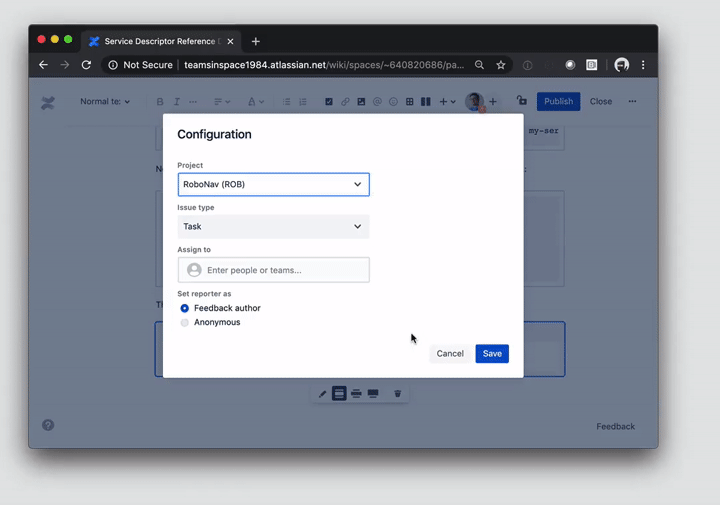 Service Descriptor Reference
Not Secure | teamsinspace1984.atlassian.net/wiki/spaces/~640820686/pa...
Normal te:
B I ... A
Publish
Close
...
my-ser
Configuration
Project
RoboNav (ROB)
Issue type
Task
Assign to
Enter people or teams...
Set reporter as
Feedback author
Anonymous
Cancel
Save
Feedback